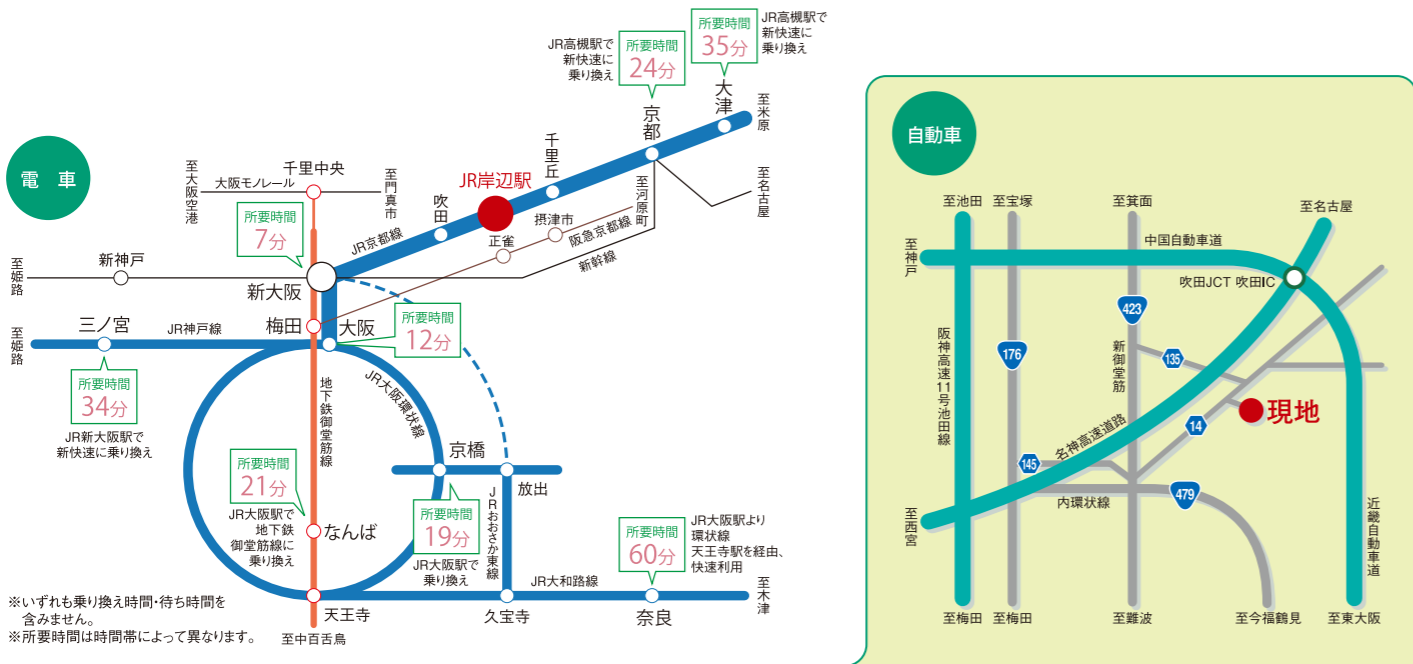 電車
JR高槻駅で
新快速に
乗り換え
所要時間
24分
所要時間
35分
JR高槻駅で
新快速に
乗り換え
大津
京都
至米原
千里丘
至名古屋
JR岸辺駅
吹田
JR京都線
至河原町
摂津市
正雀
阪急京都線
新幹線
千里中央
大阪モノレール
至大阪空港
至門真市
所要時間
7分
新大阪
新神戸
至姫路
梅田
大阪
所要時間
12分
三ノ宮
JR神戸線
至姫路
所要時間
34分
JR新大阪駅で
新快速に乗り換え
地下鉄御堂筋線
JR大阪環状線
京橋
放出
所要時間
21分
JR大阪駅で
地下鉄
御堂筋線に
乗り換え
なんば
所要時間
19分
JR大阪駅で
乗り換え
JRおおさか東線
所要時間
60分
JR大阪駅より
環状線
天王寺駅を経由、
快速利用
JR大和路線
至木津
天王寺
久宝寺
奈良
至中百舌鳥
※いずれも乗り換え時間・待ち時間を
含みません。
※所要時間は時間帯によって異なります。
自動車
至池田
至宝塚
至箕面
至名古屋
至神戸
中国自動車道
吹田JCT 吹田IC
423
176
135
阪神高速11号池田線
新御堂筋
現地
14
名神高速道路
145
内環状線
479
至西宮
近畿自動車道
至梅田
至梅田
至難波
至今福鶴見
至東大阪